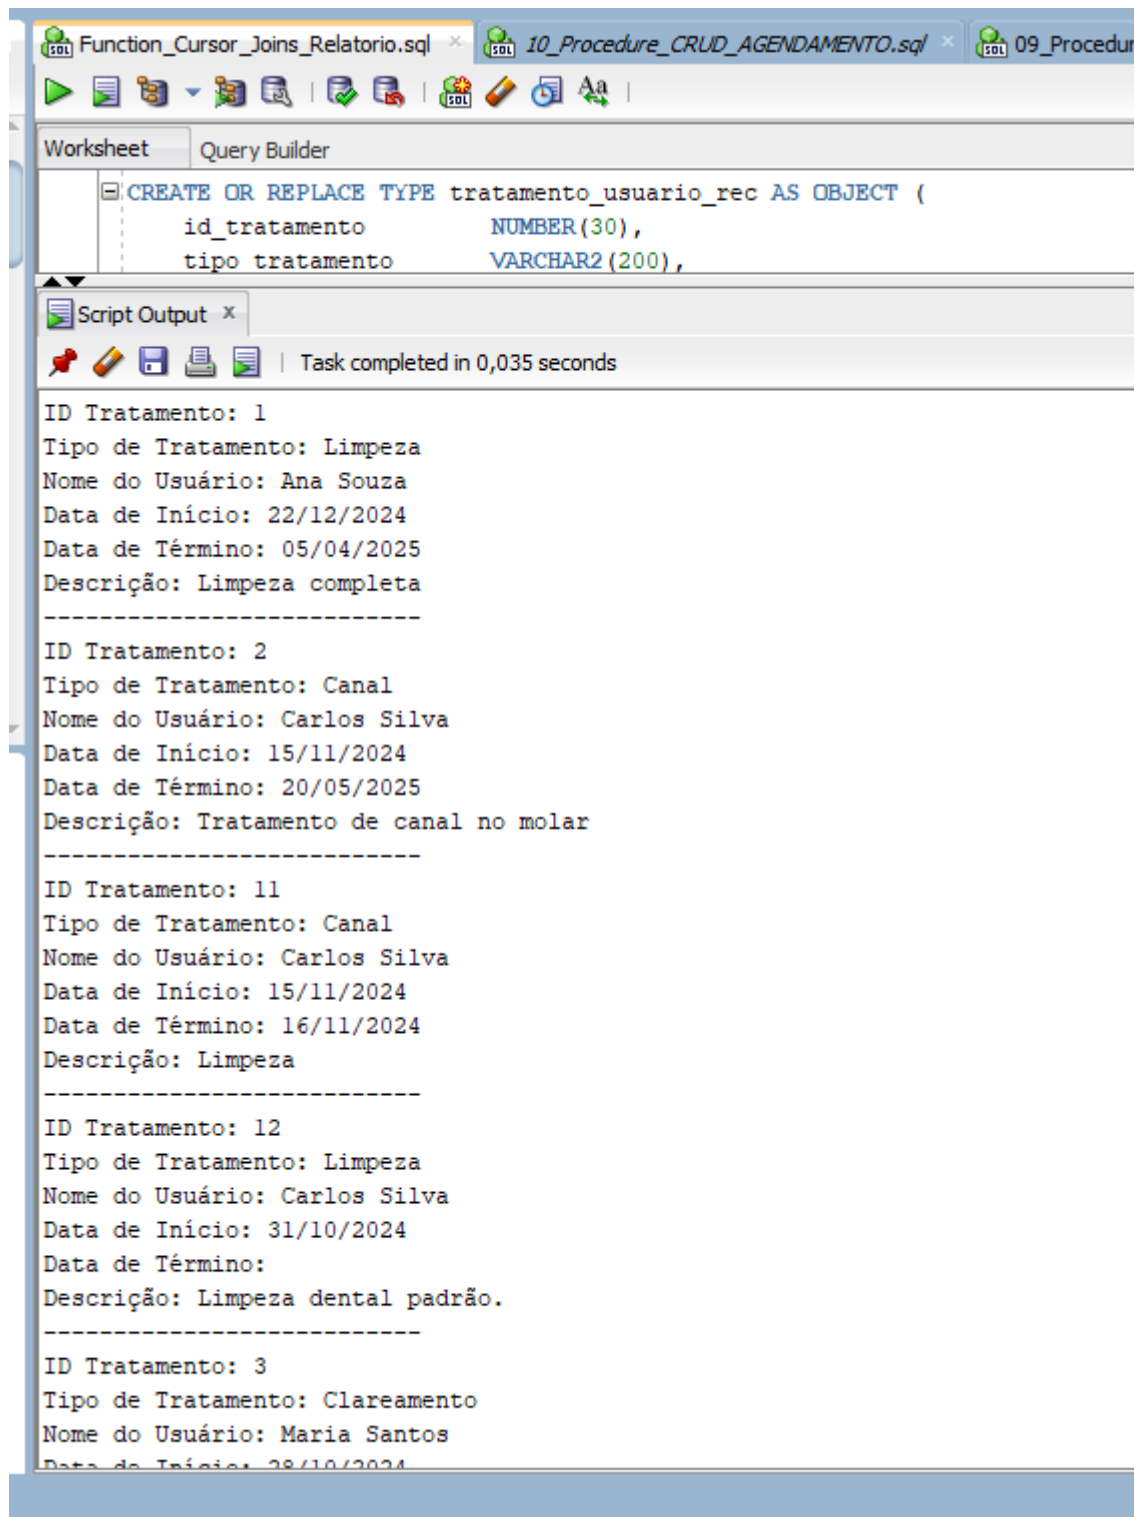 Function_Cursor_Joins_Relatorio.sql
10_Procedure_CRUD_AGENDAMENTO.sql
09_Procedur
Worksheet
Query Builder
CREATE OR REPLACE TYPE tratamento_usuario_rec AS OBJECT (
id_tratamento NUMBER(30),
tipo_tratamento VARCHAR2(200),
Script Output
Task completed in 0,035 seconds
ID Tratamento: 1
Tipo de Tratamento: Limpeza
Nome do Usuário: Ana Souza
Data de Início: 22/12/2024
Data de Término: 05/04/2025
Descrição: Limpeza completa
---------------------------
ID Tratamento: 2
Tipo de Tratamento: Canal
Nome do Usuário: Carlos Silva
Data de Início: 15/11/2024
Data de Término: 20/05/2025
Descrição: Tratamento de canal no molar
---------------------------
ID Tratamento: 11
Tipo de Tratamento: Canal
Nome do Usuário: Carlos Silva
Data de Início: 15/11/2024
Data de Término: 16/11/2024
Descrição: Limpeza
---------------------------
ID Tratamento: 12
Tipo de Tratamento: Limpeza
Nome do Usuário: Carlos Silva
Data de Início: 31/10/2024
Data de Término:
Descrição: Limpeza dental padrão.
---------------------------
ID Tratamento: 3
Tipo de Tratamento: Clareamento
Nome do Usuário: Maria Santos
Data de Início: 28/10/2024